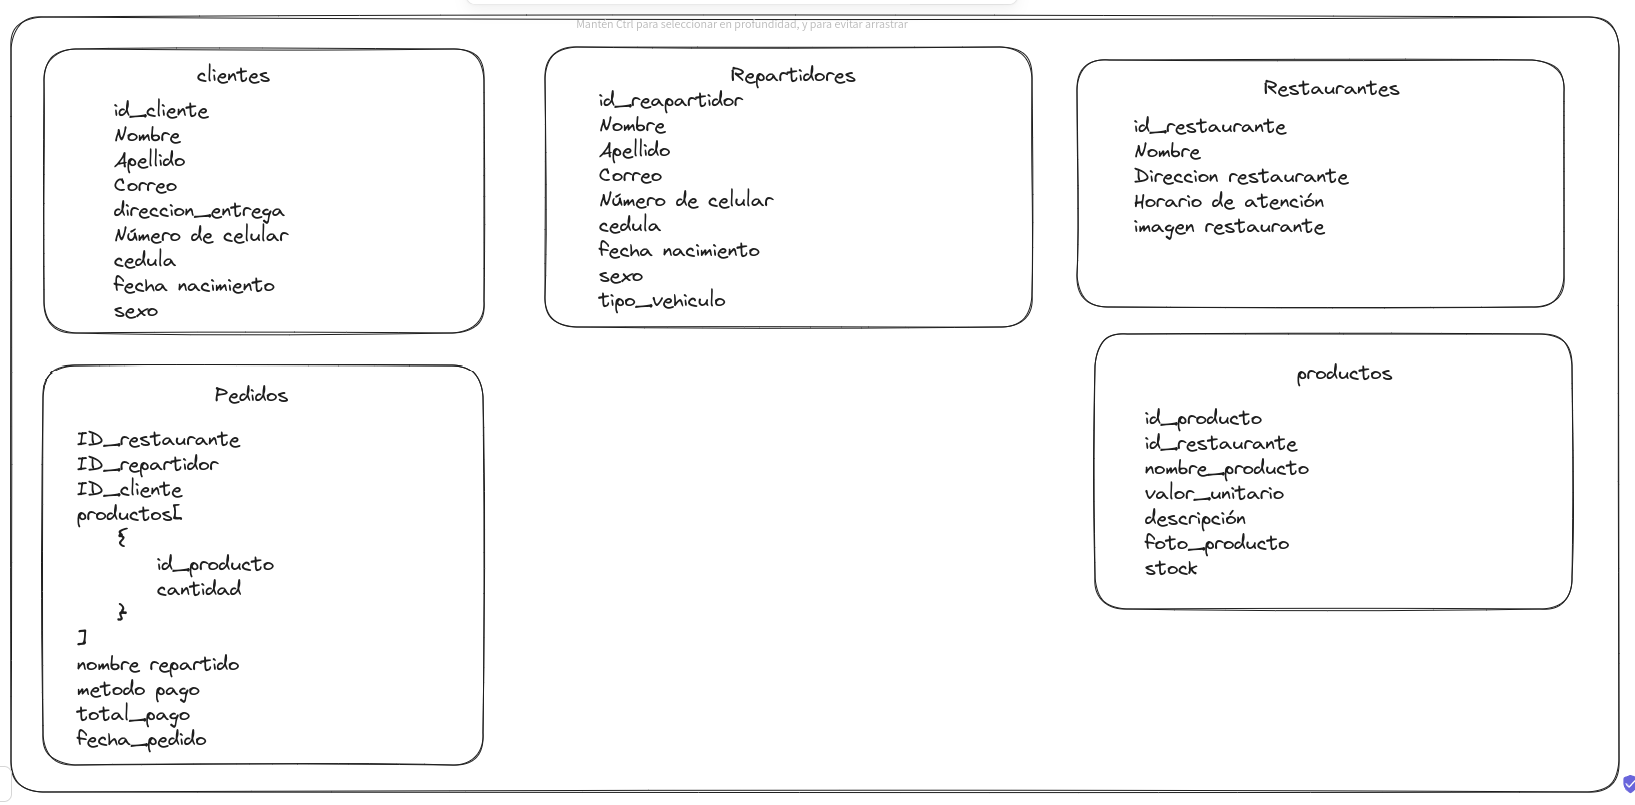 Mantén Ctrl para seleccionar en profundidad, y para evitar arrastrar
clientes
id_cliente
Nombre
Apellido
Correo
direccion_entrega
Número de celular
cedula
fecha nacimiento
sexo
Repartidores
id_reapartidor
Nombre
Apellido
Correo
Número de celular
cedula
fecha nacimiento
sexo
tipo_vehiculo
Restaurantes
id_restaurante
Nombre
Direccion restaurante
Horario de atención
imagen restaurante
Pedidos
ID_restaurante
ID_repartidor
ID_cliente
productos[
{
id_producto
cantidad
}
]
nombre repartido
metodo pago
total_pago
fecha_pedido
productos
id_producto
id_restaurante
nombre_producto
valor_unitario
descripción
foto_producto
stock